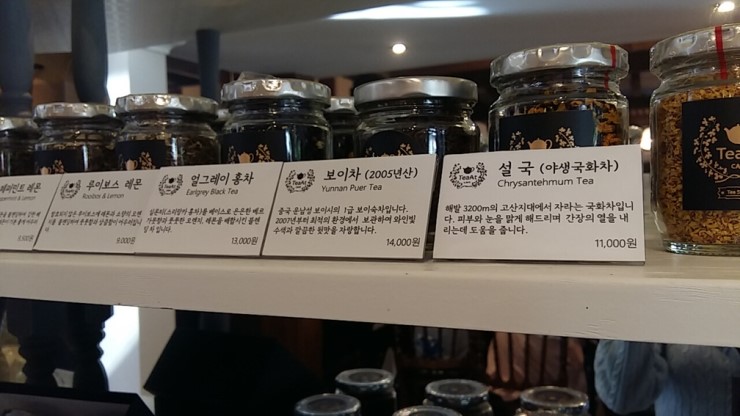 페퍼민트 레몬
Peppermint & Lemon
루이보스 레몬
Rooibos & Lemon
9,000원
TeaAt
얼그레이 홍차
Earlgrey Black Tea
13,000원
TeaAt
보이차 (2005년산)
Yunnan Puer Tea
중국 운남성 보이시의 1급 보이숙차입니다.
2007년부터 최적의 환경에서 보관하여 와인빛
수색과 깔끔한 뒷맛을 자랑합니다.
14,000원
TeaAt
설국 (야생국화차)
Chrysantehmum Tea
해발 3200m의 고산지대에서 자라는 국화차입니
다. 피부와 눈을 맑게 해드리며 간장의 열을 내
리는데 도움을 줍니다.
11,000원
TeaAt